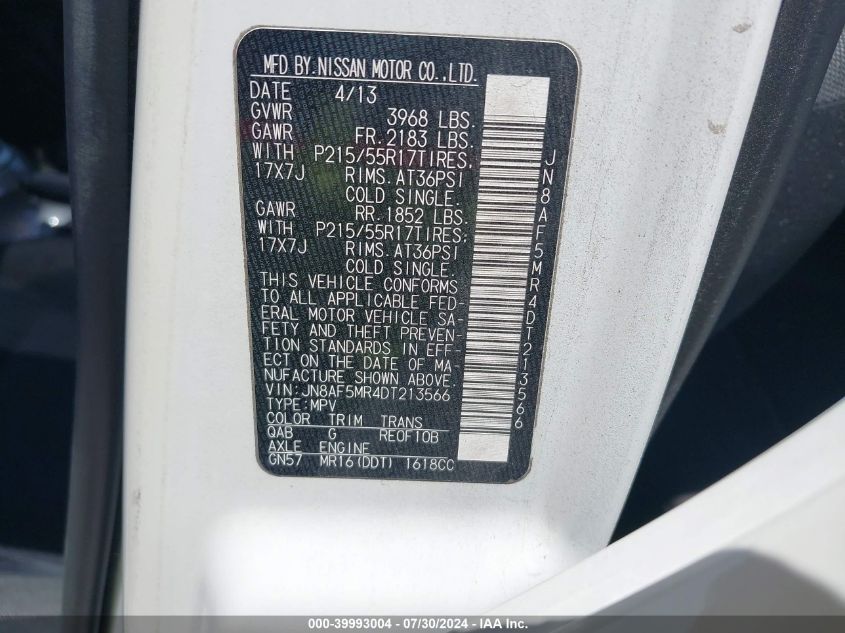 MFD BY.NISSAN MOTOR CO.,LTD.
DATE 4/13
GVWR 3968 LBS.
GAWR FR.2183 LBS.
WITH P215/55R17TIRES,
17X7J RIMS.AT36PSI
COLD SINGLE.
GAWR RR.1852 LBS.
WITH P215/55R17TIRES,
17X7J RIMS.AT36PSI
COLD SINGLE.
THIS VEHICLE CONFORMS
TO ALL APPLICABLE FED-
ERAL MOTOR VEHICLE SA-
FETY AND THEFT PREVEN-
TION STANDARDS IN EFF-
ECT ON THE DATE OF MA-
NUFACTURE SHOWN ABOVE.
VIN:JN8AF5MR4DT213566
TYPE:MPV
COLOR TRIM TRANS
QAB G RE0F10B
AXLE ENGINE
GN57 MR16(DDT) 1618CC
JN8AF5MR4DT213566
000-39993004 - 07/30/2024 - IAA Inc.